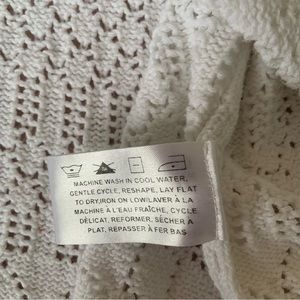 MACHINE WASH IN COOL WATER,
GENTLE CYCLE, RESHAPE, LAY FLAT
TO DRY,IRON ON LOW/LAVER À LA
MACHINE À L'EAU FRAÎCHE, CYCLE
DÉLICAT, REFORMER, SÉCHER A
PLAT, REPASSER À FER BAS